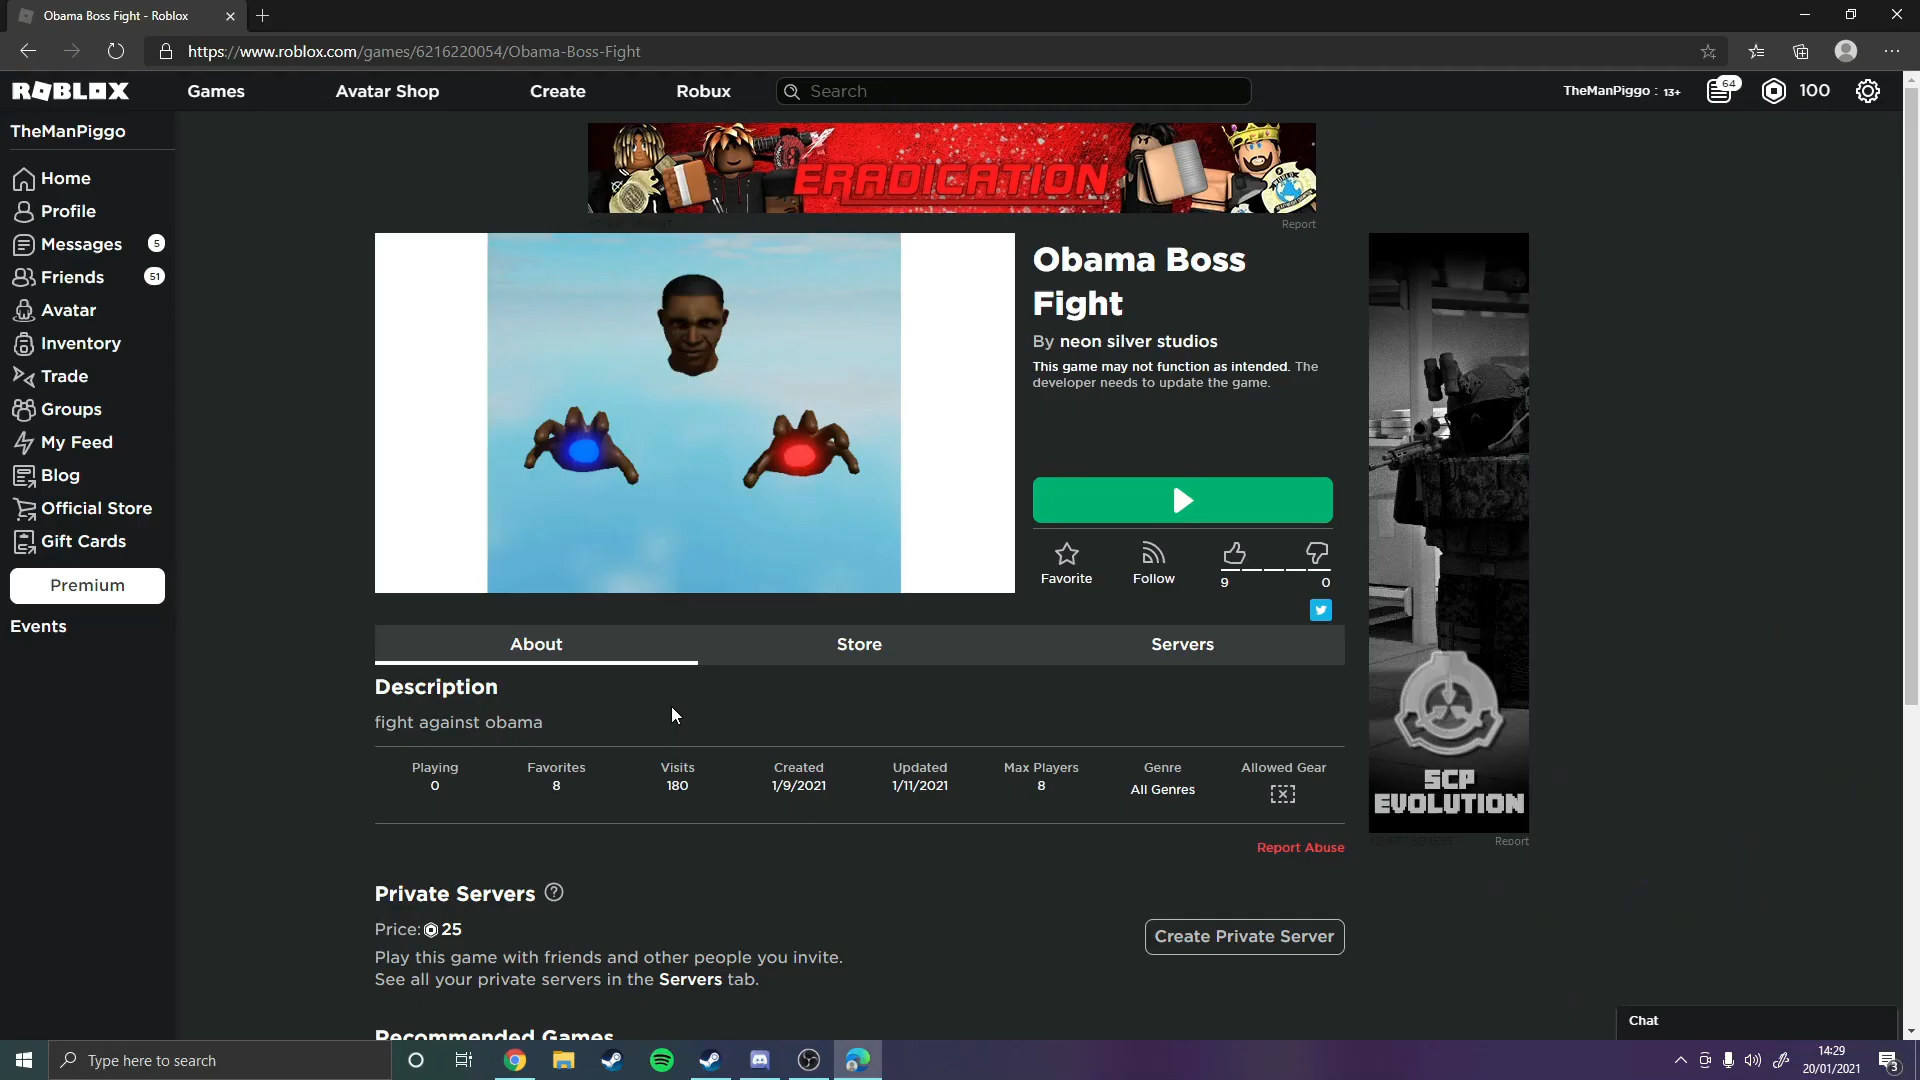 Obama Boss Fight - Roblox
https://www.roblox.com/games/6216220054/Obama-Boss-Fight
ROBLOX
Games
Avatar Shop
Create
Robux
Search
TheManPiggo : 13+
64
100
TheManPiggo
Home
Profile
Messages 5
Friends 51
Avatar
Inventory
Trade
Groups
My Feed
Blog
Official Store
Gift Cards
Premium
Events
ERADICATION
Report
Obama Boss
Fight
By neon silver studios
This game may not function as intended. The
developer needs to update the game.
Favorite
Follow
9
0
About
Store
Servers
Description
fight against obama
Playing Favorites Visits Created Updated Max Players Genre Allowed Gear
0 8 180 1/9/2021 1/11/2021 8 All Genres
Report Abuse
SCP
EVOLUTION
Report
Private Servers
Price: 25
Play this game with friends and other people you invite.
See all your private servers in the Servers tab.
Create Private Server
Recommended Games
Chat
Type here to search
14:29
20/01/2021
3